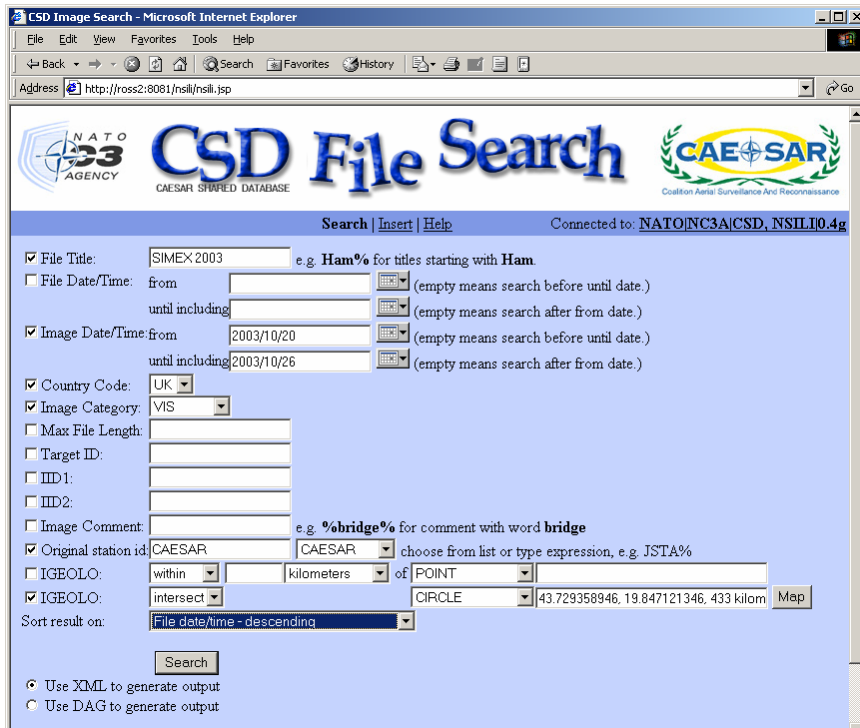 CSD Image Search - Microsoft Internet Explorer
File Edit View Favorites Tools Help
Back Search Favorites History
Address http://ross2:8081/nsili/nsili.jsp Go
NATO C3 AGENCY
CSD File Search
CAESAR SHARED DATABASE
CAESAR
Coalition Aerial Surveillance And Reconnaissance
Search | Insert | Help Connected to: NATO|NC3A|CSD, NSILI|0.4g
File Title: SIMEX 2003 e.g. Ham% for titles starting with Ham.
File Date/Time: from (empty means search before until date.)
until including (empty means search after from date.)
Image Date/Time: from 2003/10/20 (empty means search before until date.)
until including 2003/10/26 (empty means search after from date.)
Country Code: UK
Image Category: VIS
Max File Length:
Target ID:
IID1:
IID2:
Image Comment: e.g. %bridge% for comment with word bridge
Original station id: CAESAR CAESAR choose from list or type expression, e.g. JSTA%
IGEOLO: within kilometers of POINT
IGEOLO: intersect CIRCLE 43.729358946, 19.847121346, 433 kilom Map
Sort result on: File date/time - descending
Search
Use XML to generate output
Use DAG to generate output